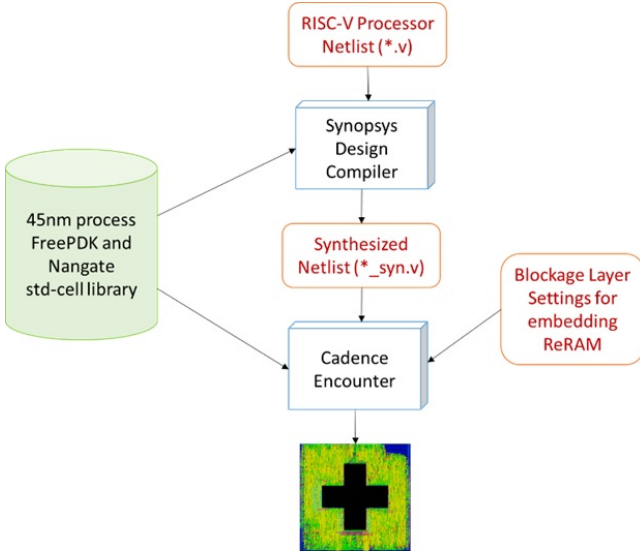 RISC-V Processor
Netlist (*.v)
Synopsys
Design
Compiler
45nm process
FreePDK and
Nangate
std-cell library
Synthesized
Netlist (*_syn.v)
Blockage Layer
Settings for
embedding
ReRAM
Cadence
Encounter